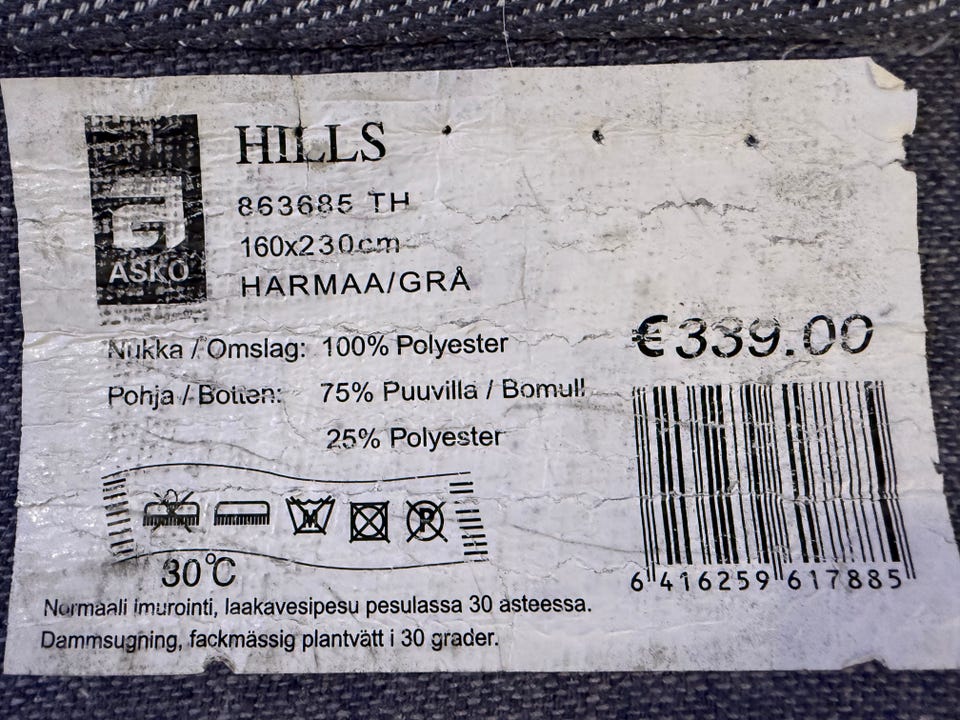 HILLS
863685 TH
160x230cm
ASKO
HARMAA/GRÅ
€339.00
Nukka / Omslag: 100% Polyester
Pohja / Botten: 75% Puuvilla / Bomull
25% Polyester
M
P
30°C
6 416259 617885
Normaali imurointi, laakavesipesu pesulassa 30 asteessa.
Dammsugning, fackmässig plantvätt i 30 grader.